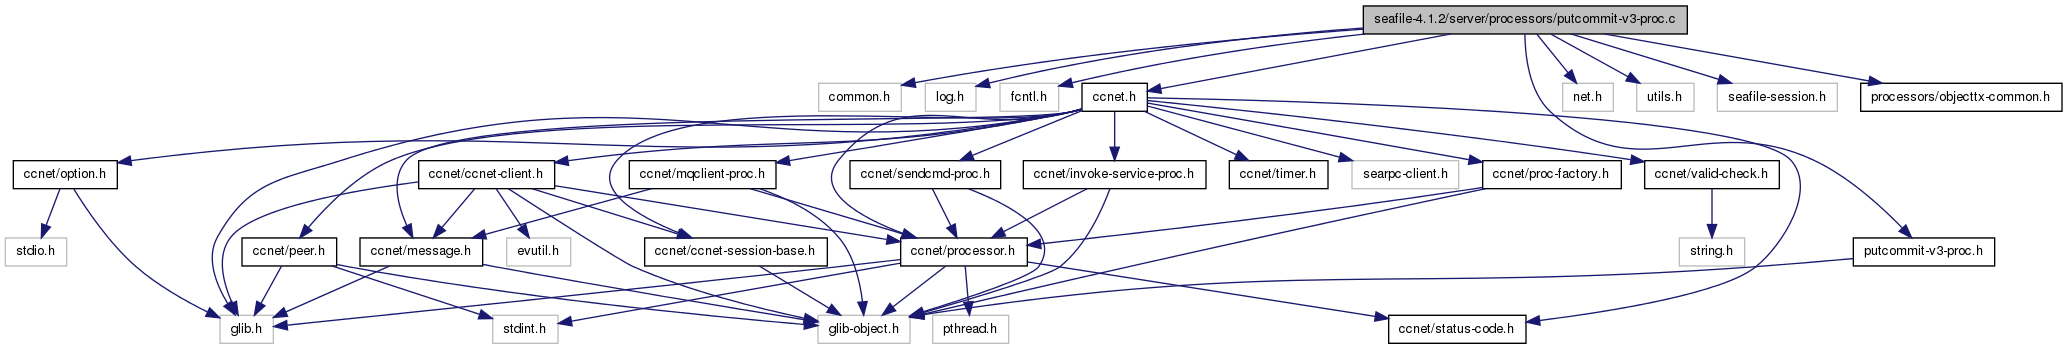 seafile-4.1.2/server/processors/putcommit-v3-proc.c
common.h
log.h
fcntl.h
ccnet.h
net.h
utils.h
seafile-session.h
processors/objecttx-common.h
ccnet/option.h
ccnet/ccnet-client.h
ccnet/mqclient-proc.h
ccnet/sendcmd-proc.h
ccnet/invoke-service-proc.h
ccnet/timer.h
searpc-client.h
ccnet/proc-factory.h
ccnet/valid-check.h
stdio.h
ccnet/peer.h
ccnet/message.h
evutil.h
ccnet/ccnet-session-base.h
ccnet/processor.h
string.h
putcommit-v3-proc.h
glib.h
stdint.h
glib-object.h
pthread.h
ccnet/status-code.h